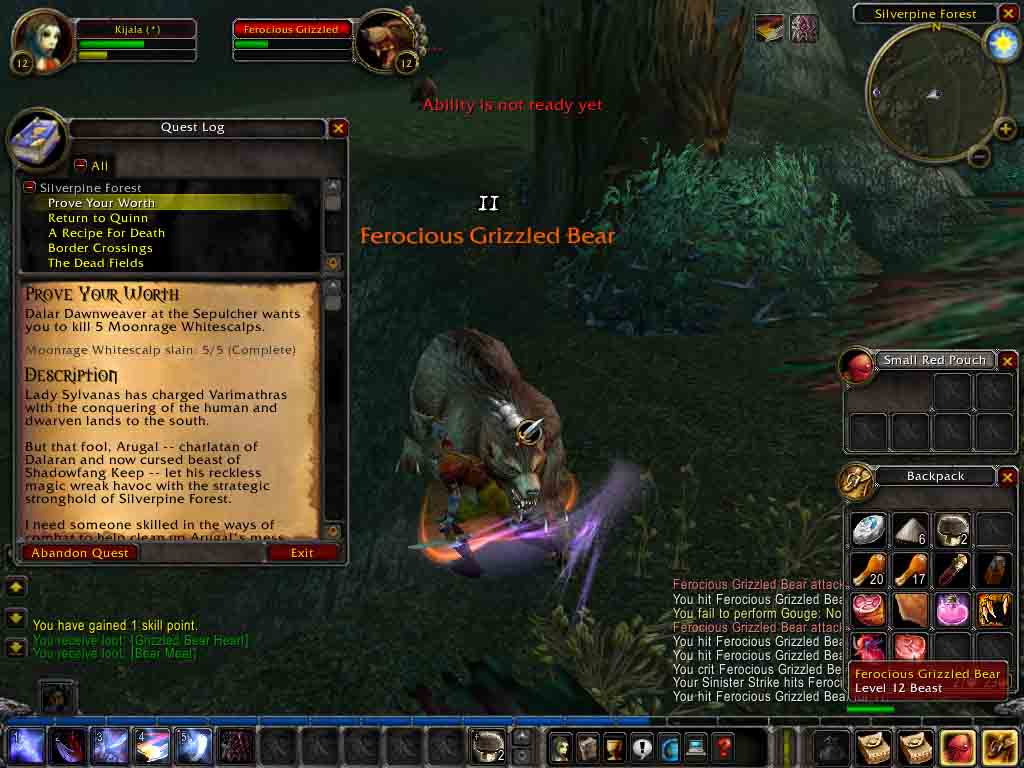 Kijala (*)
12
Ferocious Grizzled
12
Silverpine Forest
N
Ability is not ready yet
Quest Log
All
Silverpine Forest
Prove Your Worth
Return to Quinn
A Recipe For Death
Border Crossings
The Dead Fields
11
Ferocious Grizzled Bear
Prove Your Worth
Dalar Dawnweaver at the Sepulcher wants
you to kill 5 Moonrage Whitescalps.
Moonrage Whitescalp slain: 5/5 (Complete)
Description
Lady Sylvanas has charged Varimathras
with the conquering of the human and
dwarven lands to the south.
But that fool, Arugal -- charlatan of
Dalaran and now cursed beast of
Shadowfang Keep -- let his reckless
magic wreak havoc with the strategic
stronghold of Silverpine Forest.
I need someone skilled in the ways of
combat to help clean up Arugal's mess
Abandon Quest
Exit
Small Red Pouch
Backpack
6
2
20
17
You have gained 1 skill point.
You receive loot: [Grizzled Bear Heart]
You receive loot: [Bear Meat]
Ferocious Grizzled Bear attac
You hit Ferocious Grizzled Bea
You fail to perform Gouge: No
Ferocious Grizzled Bear attac
You hit Ferocious Grizzled Bea
You hit Ferocious Grizzled Bea
You crit Ferocious Grizzled Be
Your Sinister Strike hits Feroci
You hit Ferocious Grizzled Bea
Ferocious Grizzled Bear
Level 12 Beast
1
2
3
4
5
2